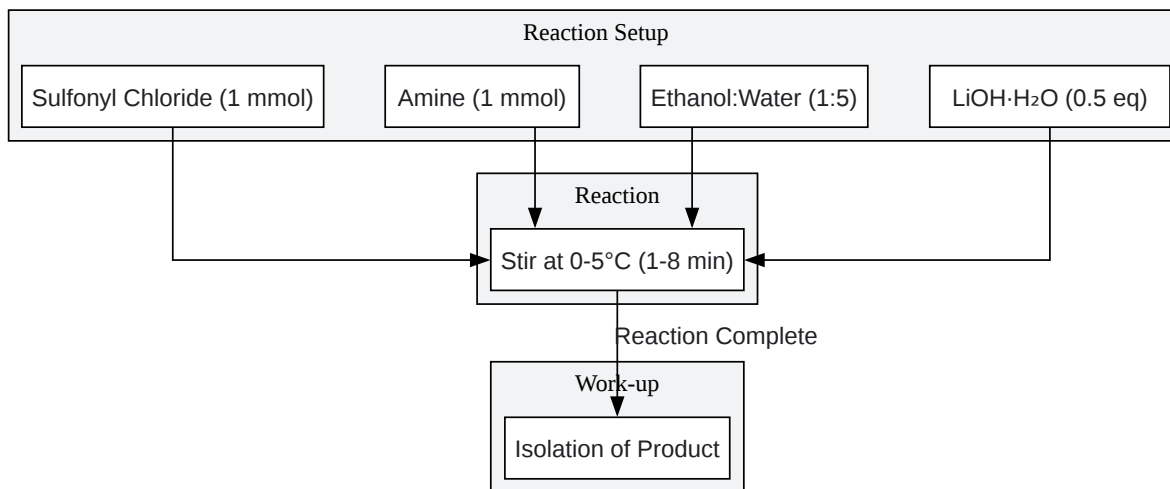 Reaction Setup
Sulfonyl Chloride (1 mmol)
Amine (1 mmol)
Ethanol:Water (1:5)
LiOH·H₂O (0.5 eq)
Reaction
Stir at 0-5°C (1-8 min)
Reaction Complete
Work-up
Isolation of Product